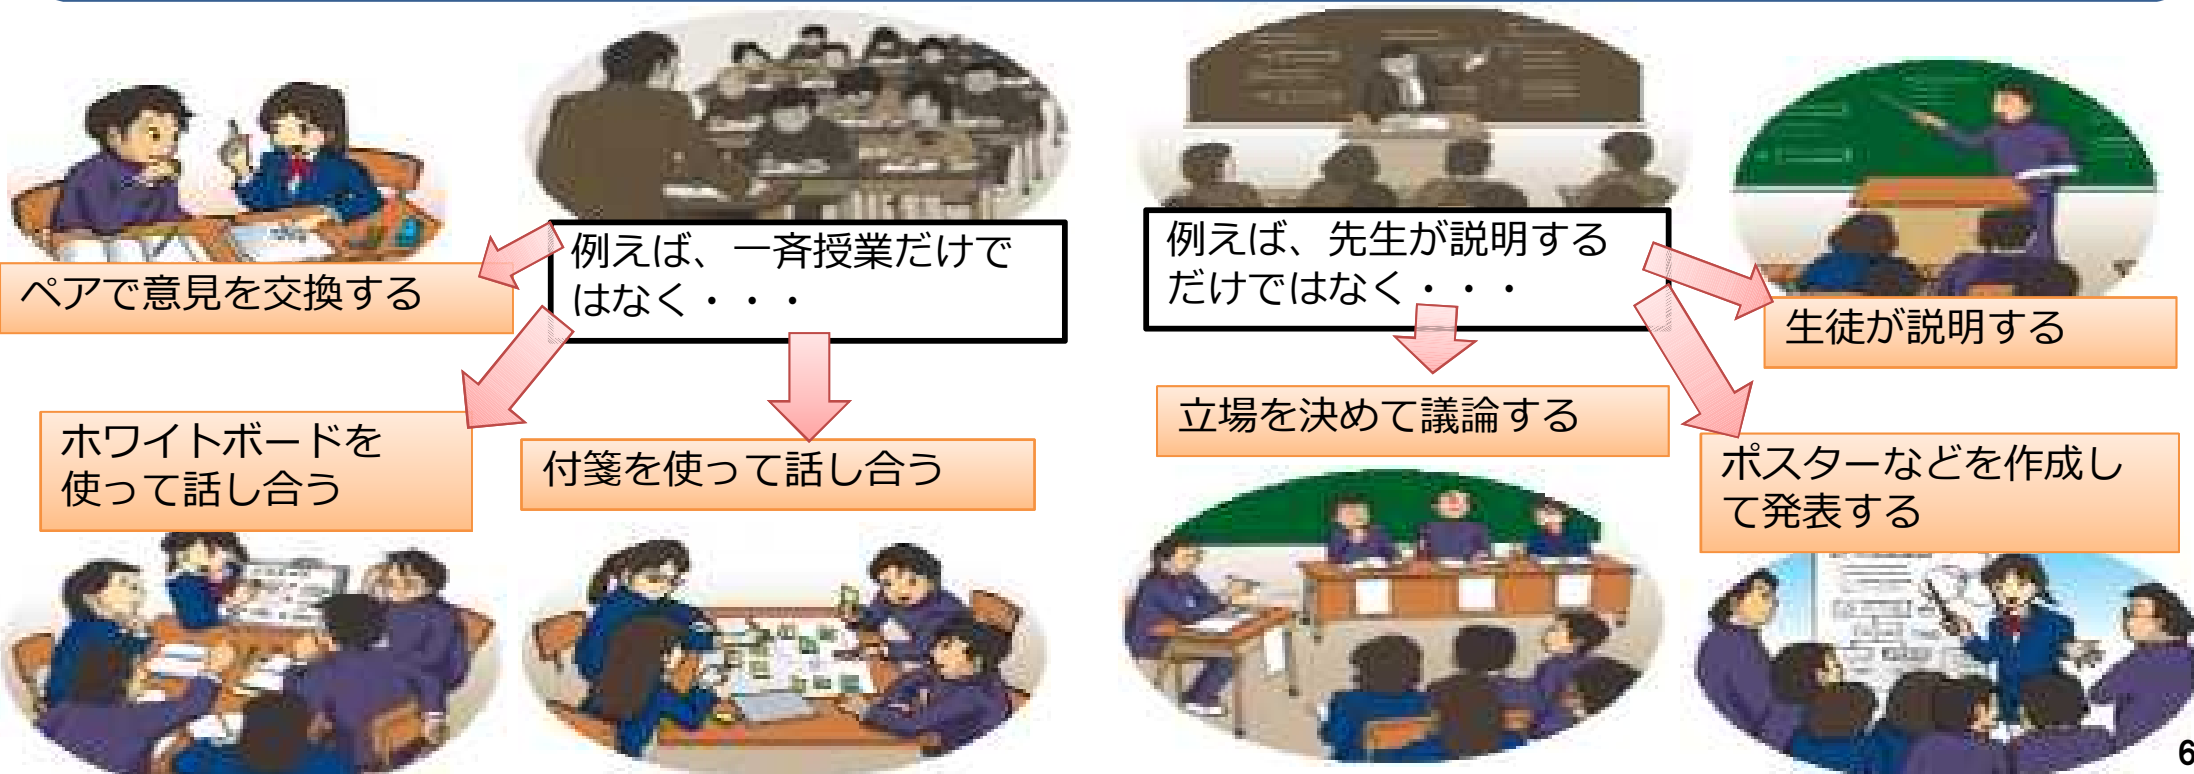 例えば、一斉授業だけで
はなく・・・
ペアで意見を交換する
ホワイトボードを
使って話し合う
付箋を使って話し合う
例えば、先生が説明する
だけではなく・・・
生徒が説明する
立場を決めて議論する
ポスターなどを作成し
て発表する
6